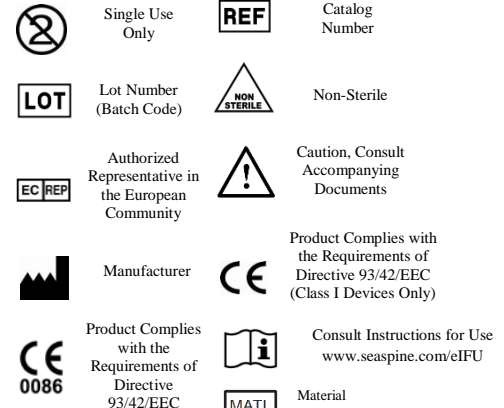 Single Use
Only
REF
Catalog
Number
LOT
Lot Number
(Batch Code)
NON
STERILE
Non-Sterile
EC REP
Authorized
Representative in
the European
Community
!
Caution, Consult
Accompanying
Documents
Manufacturer
CE
Product Complies with
the Requirements of
Directive 93/42/EEC
(Class I Devices Only)
CE
0086
Product Complies
with the
Requirements of
Directive
93/42/EEC
i
Consult Instructions for Use
www.seaspine.com/eIFU
MATL
Material